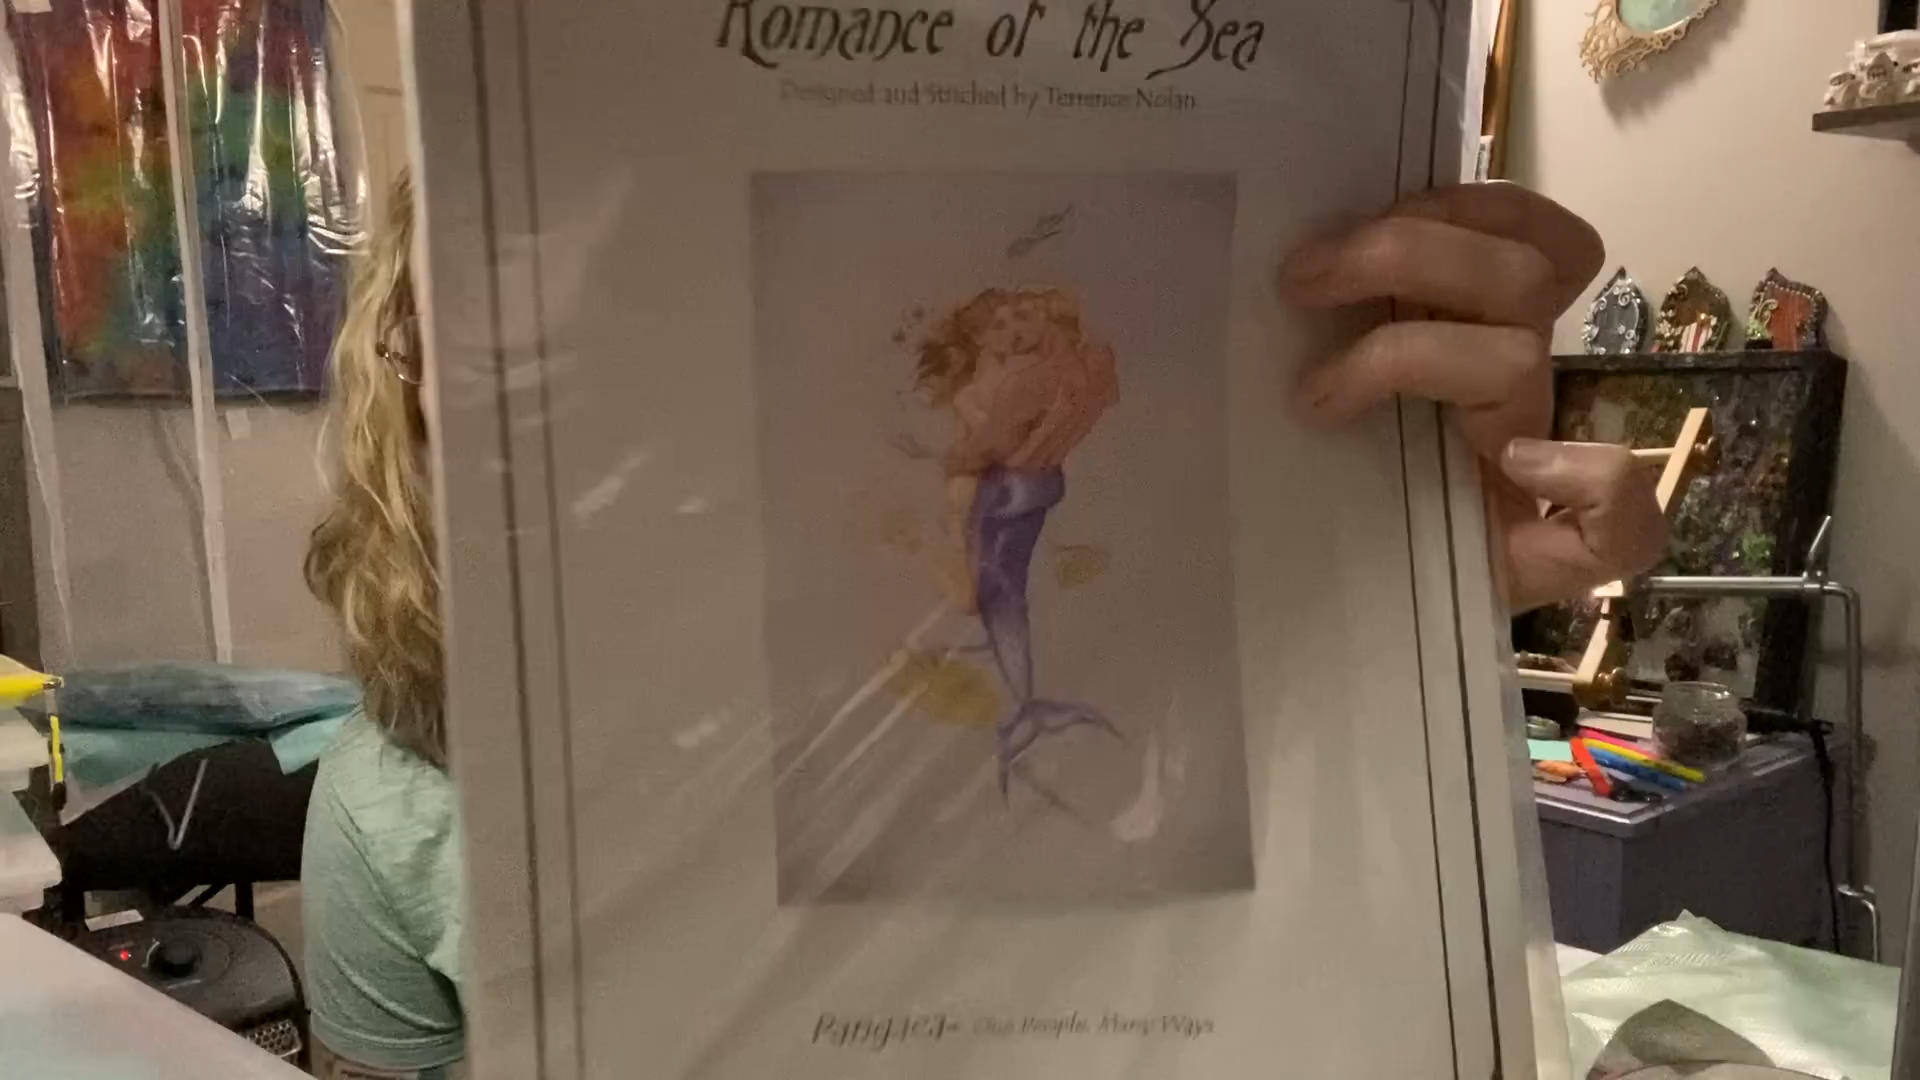 Romance of the Sea
Designed and Stitched by Terrence Nolan
Pangaea- One People, Many Ways